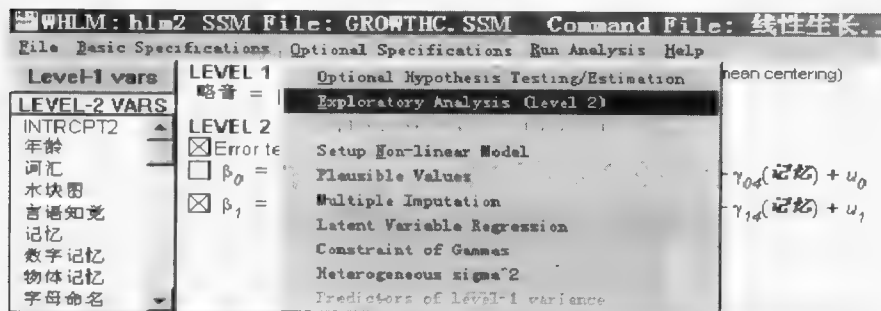 WHLM: hlm2 SSM File: GROWTHC.SSM Command File: 线性生长..
File Basic Specifications Optional Specifications Run Analysis Help
Level-1 vars
LEVEL-2 VARS
INTRCPT2
年龄
词汇
木块图
言语知觉
记忆
数字记忆
物体记忆
字母命名
LEVEL 1
略音 =
LEVEL 2
Error te
β0 =
β1 =
Optional Hypothesis Testing/Estimation
Exploratory Analysis (Level 2)
Setup Non-linear Model
Plausible Values
Multiple Imputation
Latent Variable Regression
Constraint of Gammas
Heterogeneous sigma^2
Predictors of level-1 variance
nean centering)
γ04(记忆) + u0
γ14(记忆) + u1